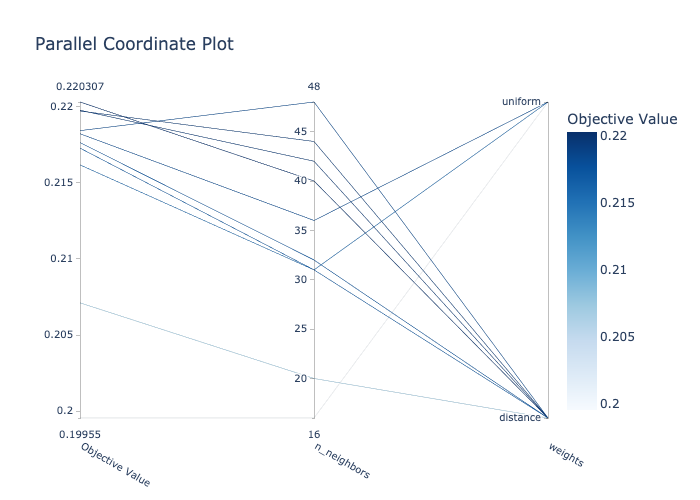 Parallel Coordinate Plot
0.220307
48
0.22
45
uniform
Objective Value
0.22
0.215
40
0.215
35
0.21
0.21
30
0.205
25
0.205
20
0.2
distance
0.2
0.19955
16
Objective Value
n_neighbors
weights